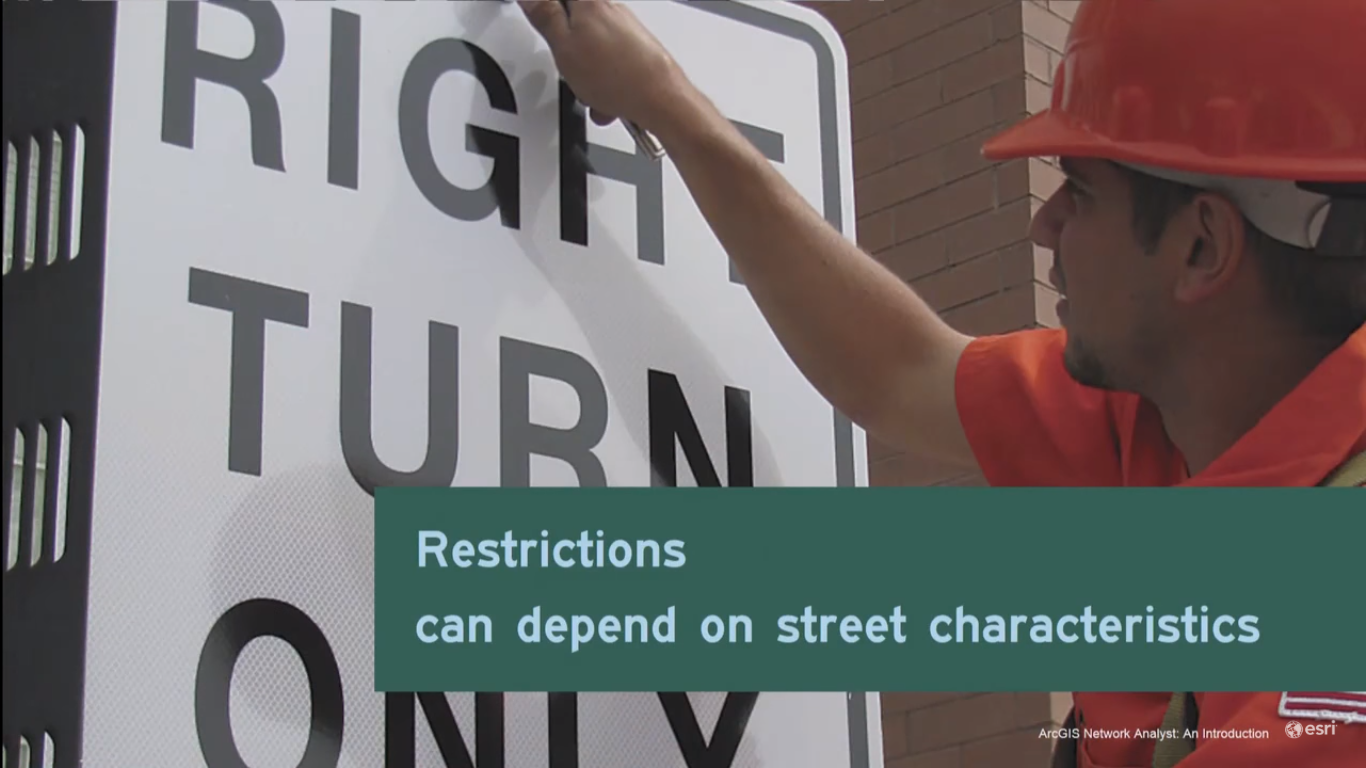 RIGHT
TURN
ONLY
Restrictions
can depend on street characteristics
ArcGIS Network Analyst: An Introduction
esri